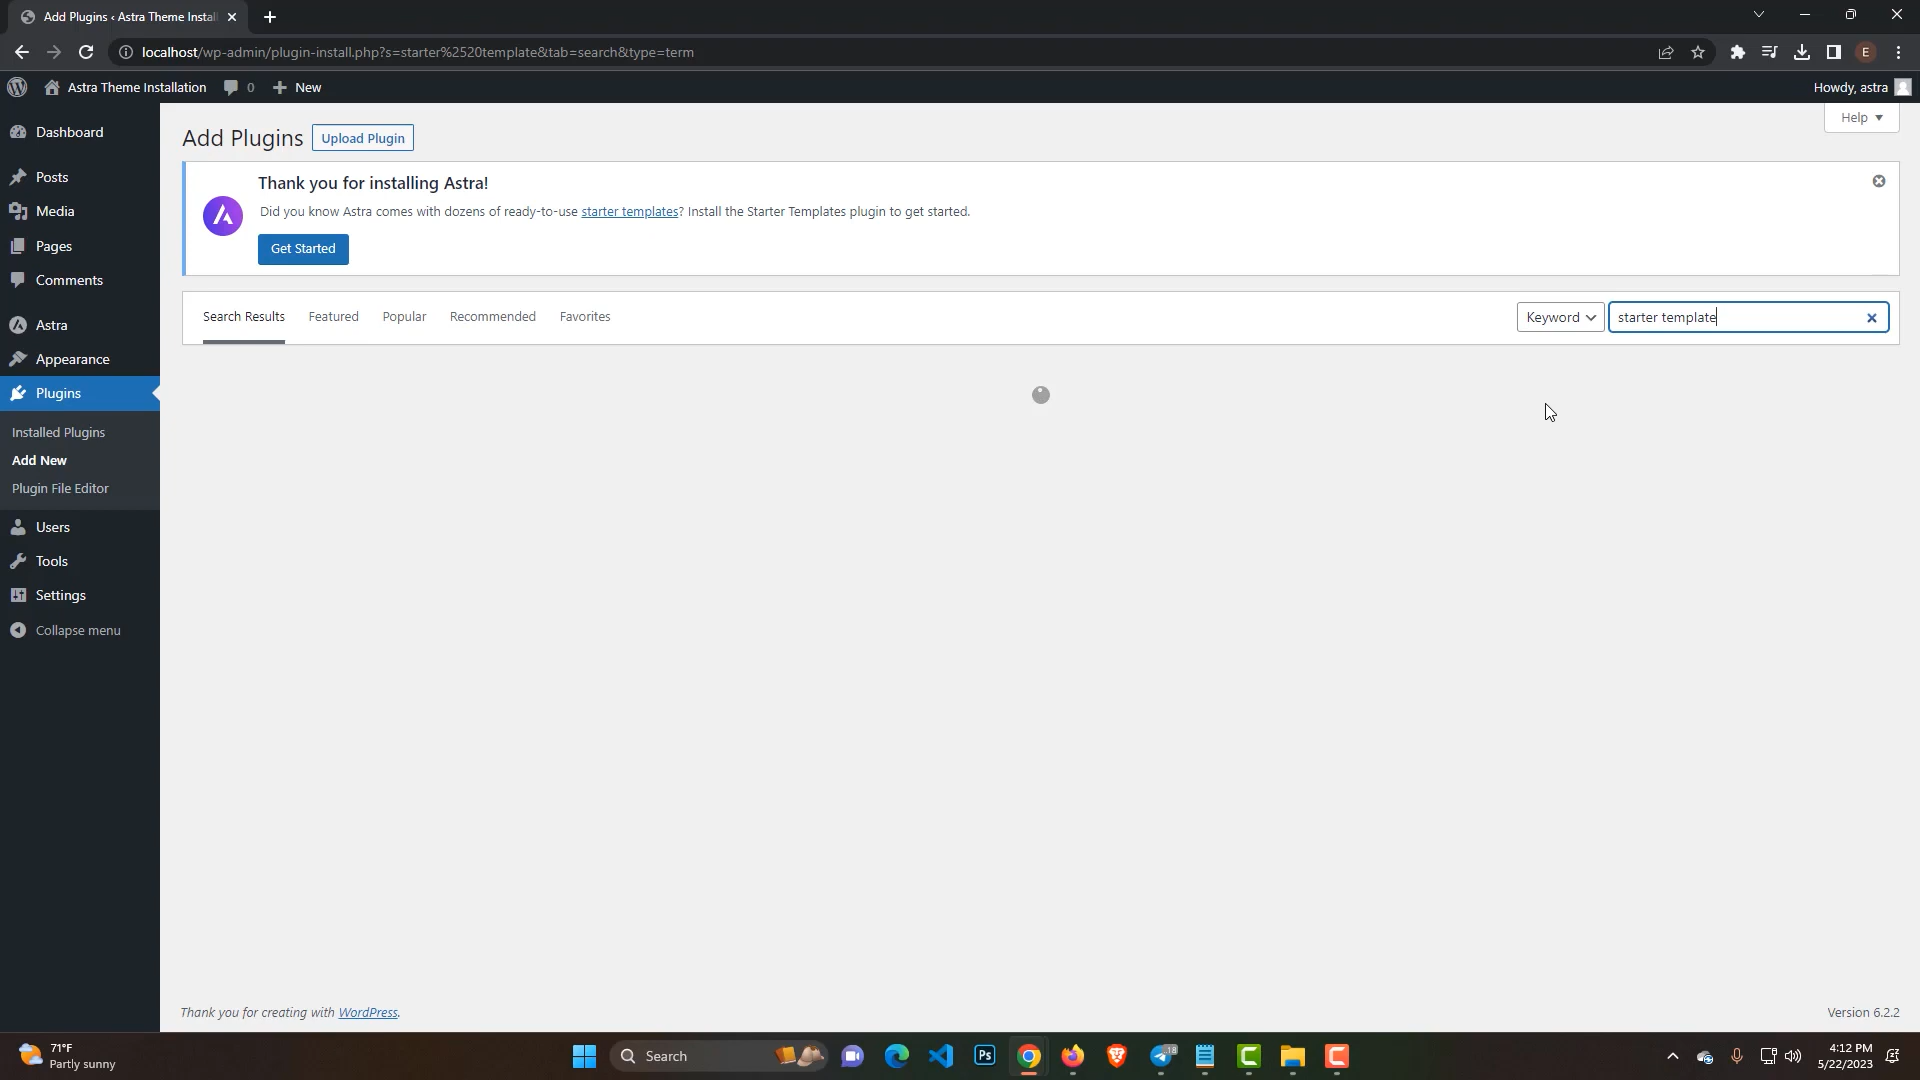 Add Plugins ‹ Astra Theme Install
localhost/wp-admin/plugin-install.php?s=starter%2520template&tab=search&type=term
E
Astra Theme Installation
0
New
Howdy, astra
Dashboard
Posts
Media
Pages
Comments
Astra
Appearance
Plugins
Installed Plugins
Add New
Plugin File Editor
Users
Tools
Settings
Collapse menu
Add Plugins
Upload Plugin
Help
Thank you for installing Astra!
Did you know Astra comes with dozens of ready-to-use starter templates? Install the Starter Templates plugin to get started.
Get Started
Search Results
Featured
Popular
Recommended
Favorites
Keyword
starter template
Thank you for creating with WordPress.
Version 6.2.2
71°F
Partly sunny
Search
Ps
18
4:12 PM
5/22/2023